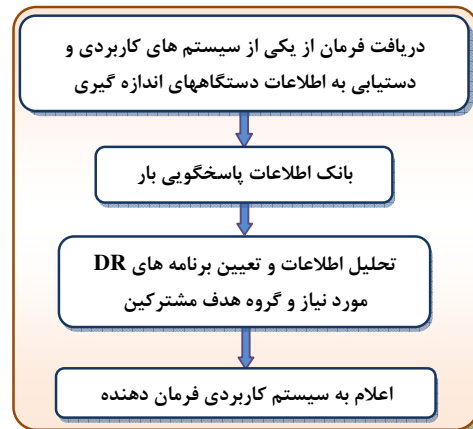 دریافت فرمان از یکی از سیستم های کاربردی و
دستیابی به اطلاعات دستگاههای اندازه گیری
بانک اطلاعات پاسخگویی بار
تحلیل اطلاعات و تعیین برنامه های DR
مورد نیاز و گروه هدف مشترکین
اعلام به سیستم کاربردی فرمان دهنده